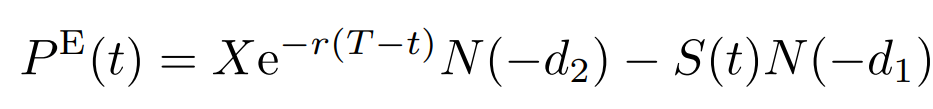 P^E(t) = Xe^{-r(T-t)}N(-d_2) - S(t)N(-d_1)